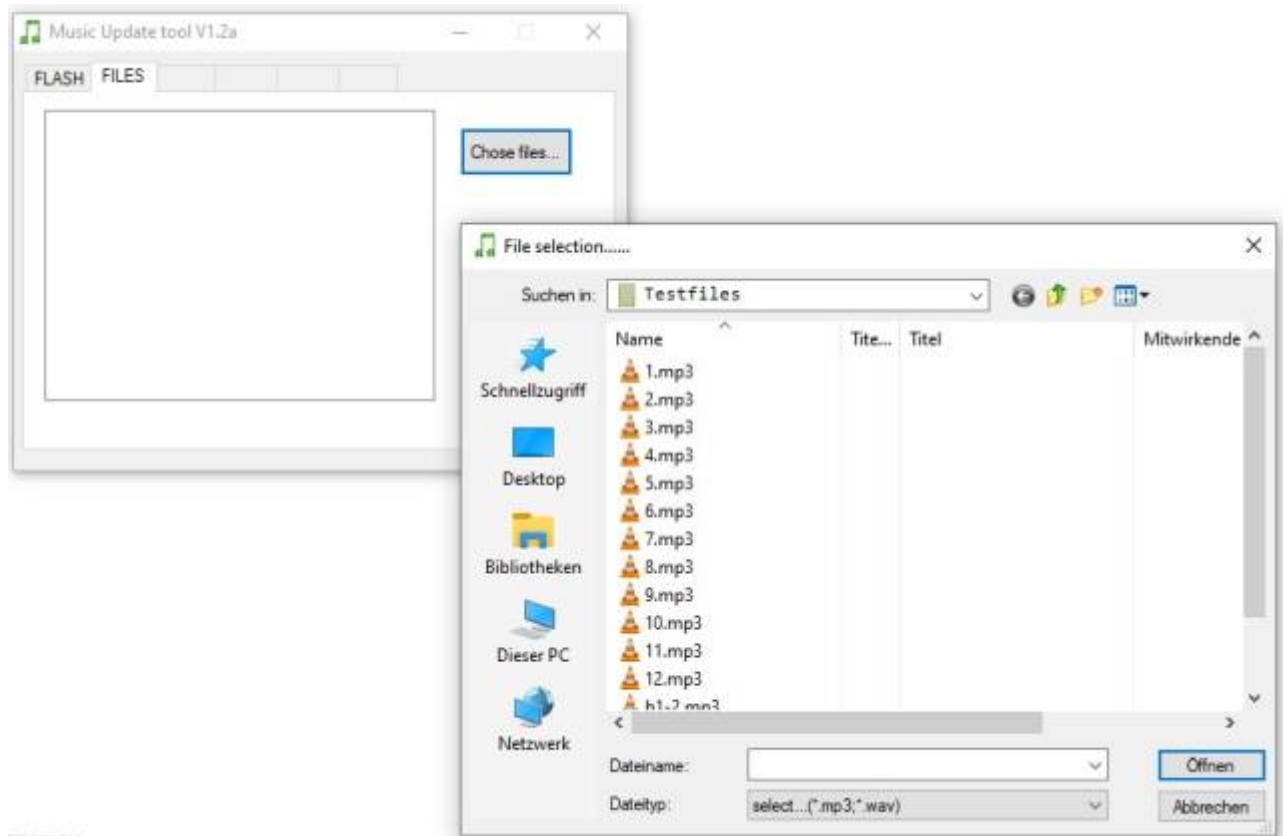 Music Update tool V1.2a
FLASH FILES
Chose files...
File selection......
Suchen in: Testfiles
Name Tite... Titel Mitwirkende
1.mp3
2.mp3
3.mp3
4.mp3
5.mp3
6.mp3
7.mp3
8.mp3
9.mp3
10.mp3
11.mp3
12.mp3
Schnellzugriff
Desktop
Bibliotheken
Dieser PC
Netzwerk
Dateiname:
Öffnen
Dateityp: select...(*.mp3;*.wav)
Abbrechen